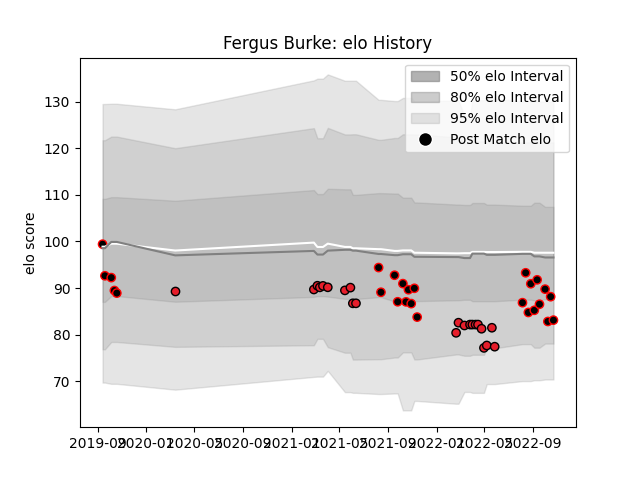 Fergus Burke: elo History
50% elo Interval
80% elo Interval
95% elo Interval
Post Match elo
elo score
130
120
110
100
90
80
70
2019-09 2020-01 2020-05 2020-09 2021-01 2021-05 2021-09 2022-01 2022-05 2022-09